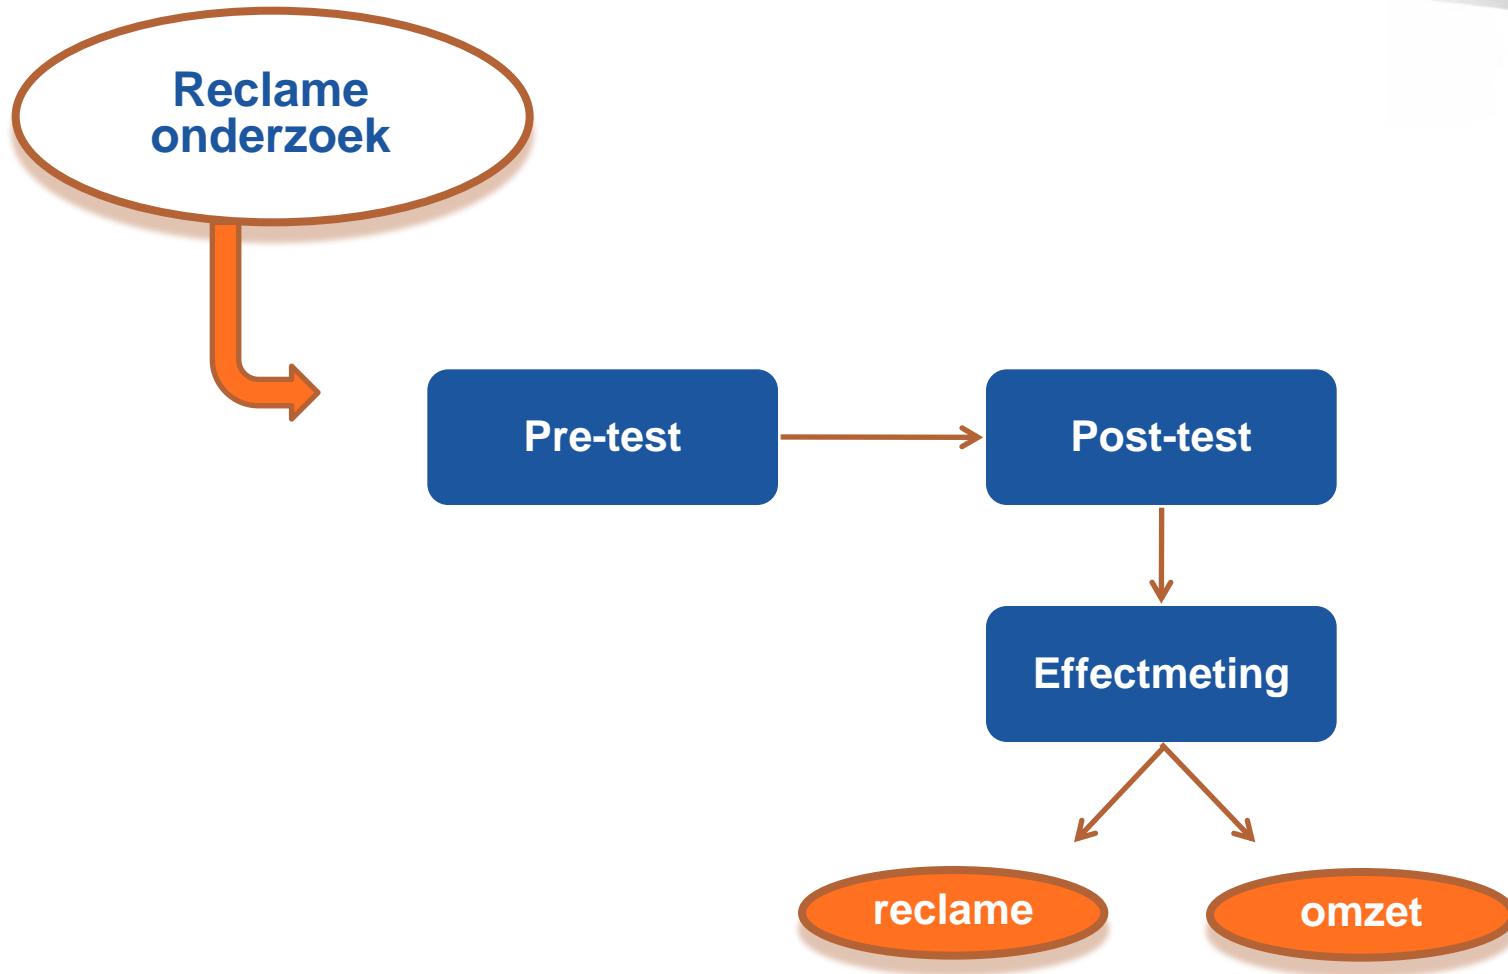 Reclame
onderzoek
Pre-test
Post-test
Effectmeting
reclame
omzet